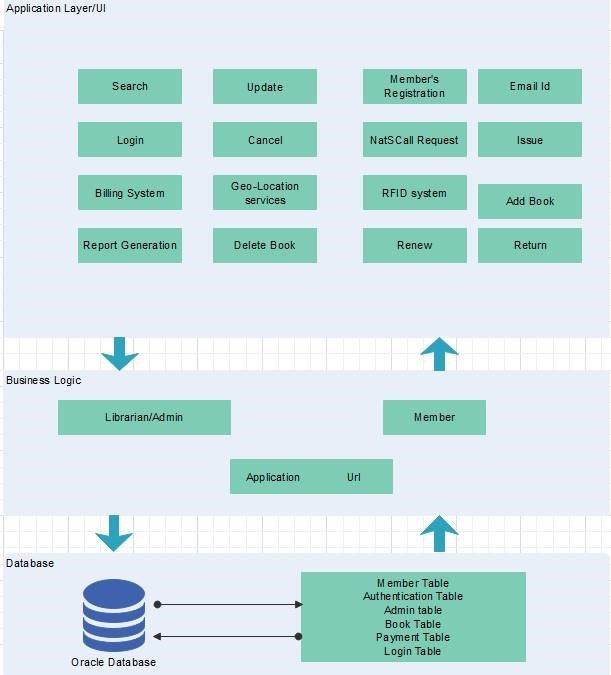 Application Layer/UI
Search
Update
Member's
Registration
Email Id
Login
Cancel
NatSCall Request
Issue
Billing System
Geo-Location
services
RFID system
Add Book
Report Generation
Delete Book
Renew
Return
Business Logic
Librarian/Admin
Member
Application Url
Database
Member Table
Authentication Table
Admin table
Book Table
Payment Table
Login Table
Oracle Database